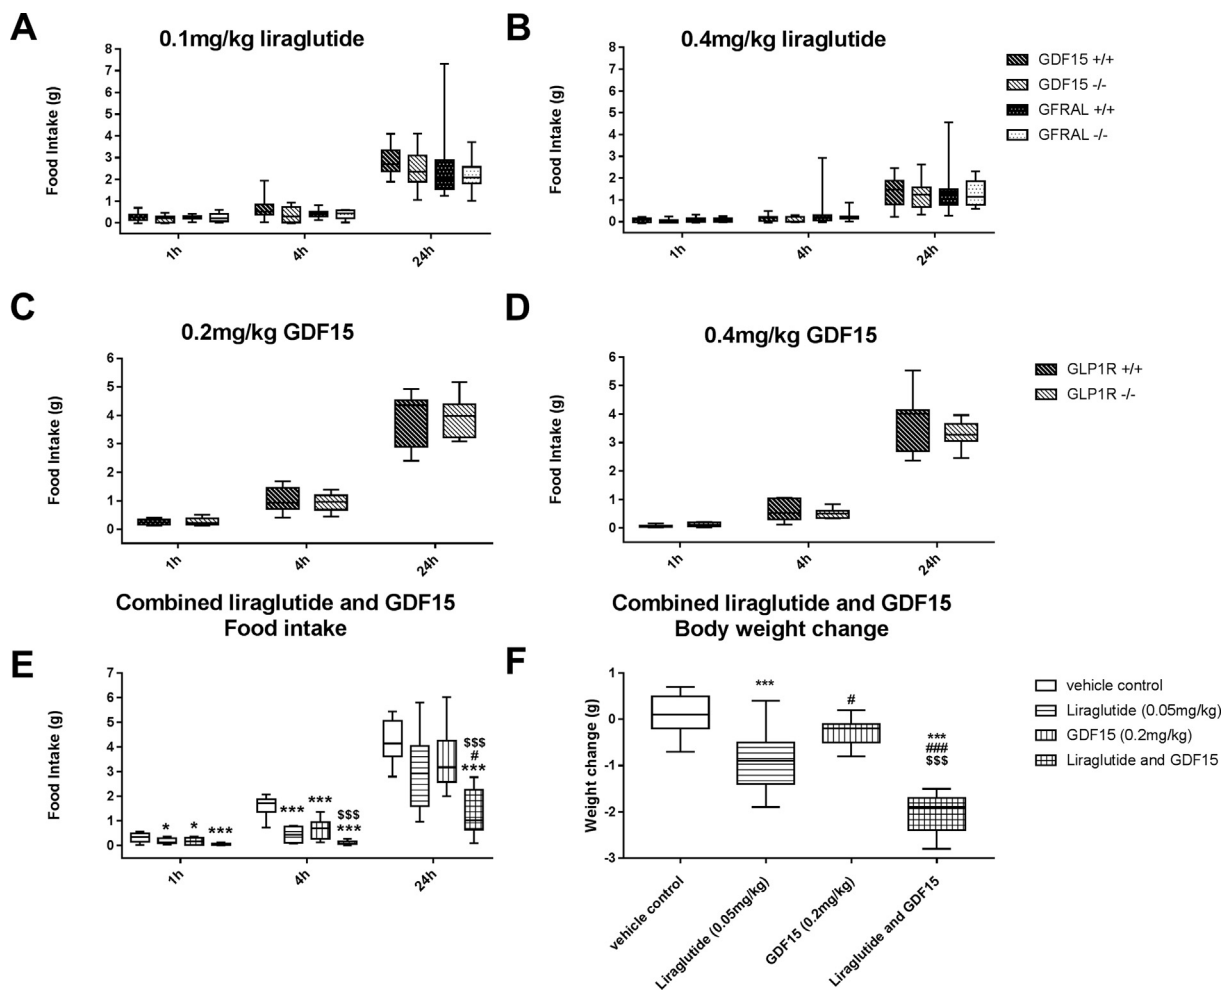 A
0.1mg/kg liraglutide
Food Intake (g)
8
7
6
5
4
3
2
1
0
1h
4h
24h
B
0.4mg/kg liraglutide
Food Intake (g)
8
7
6
5
4
3
2
1
0
1h
4h
24h
GDF15 +/+
GDF15 -/-
GFRAL +/+
GFRAL -/-
C
0.2mg/kg GDF15
Food Intake (g)
6
5
4
3
2
1
0
1h
4h
24h
D
0.4mg/kg GDF15
Food Intake (g)
6
5
4
3
2
1
0
1h
4h
24h
GLP1R +/+
GLP1R -/-
E
Combined liraglutide and GDF15
Food intake
Food Intake (g)
7
6
5
4
3
2
1
0
*
*
***
***
***
$$$
***
$$$
#
***
1h
4h
24h
F
Combined liraglutide and GDF15
Body weight change
Weight change (g)
1
0
-1
-2
-3
***
#
***
###
$$$
vehicle control
Liraglutide (0.05mg/kg)
GDF15 (0.2mg/kg)
Liraglutide and GDF15
vehicle control
Liraglutide (0.05mg/kg)
GDF15 (0.2mg/kg)
Liraglutide and GDF15